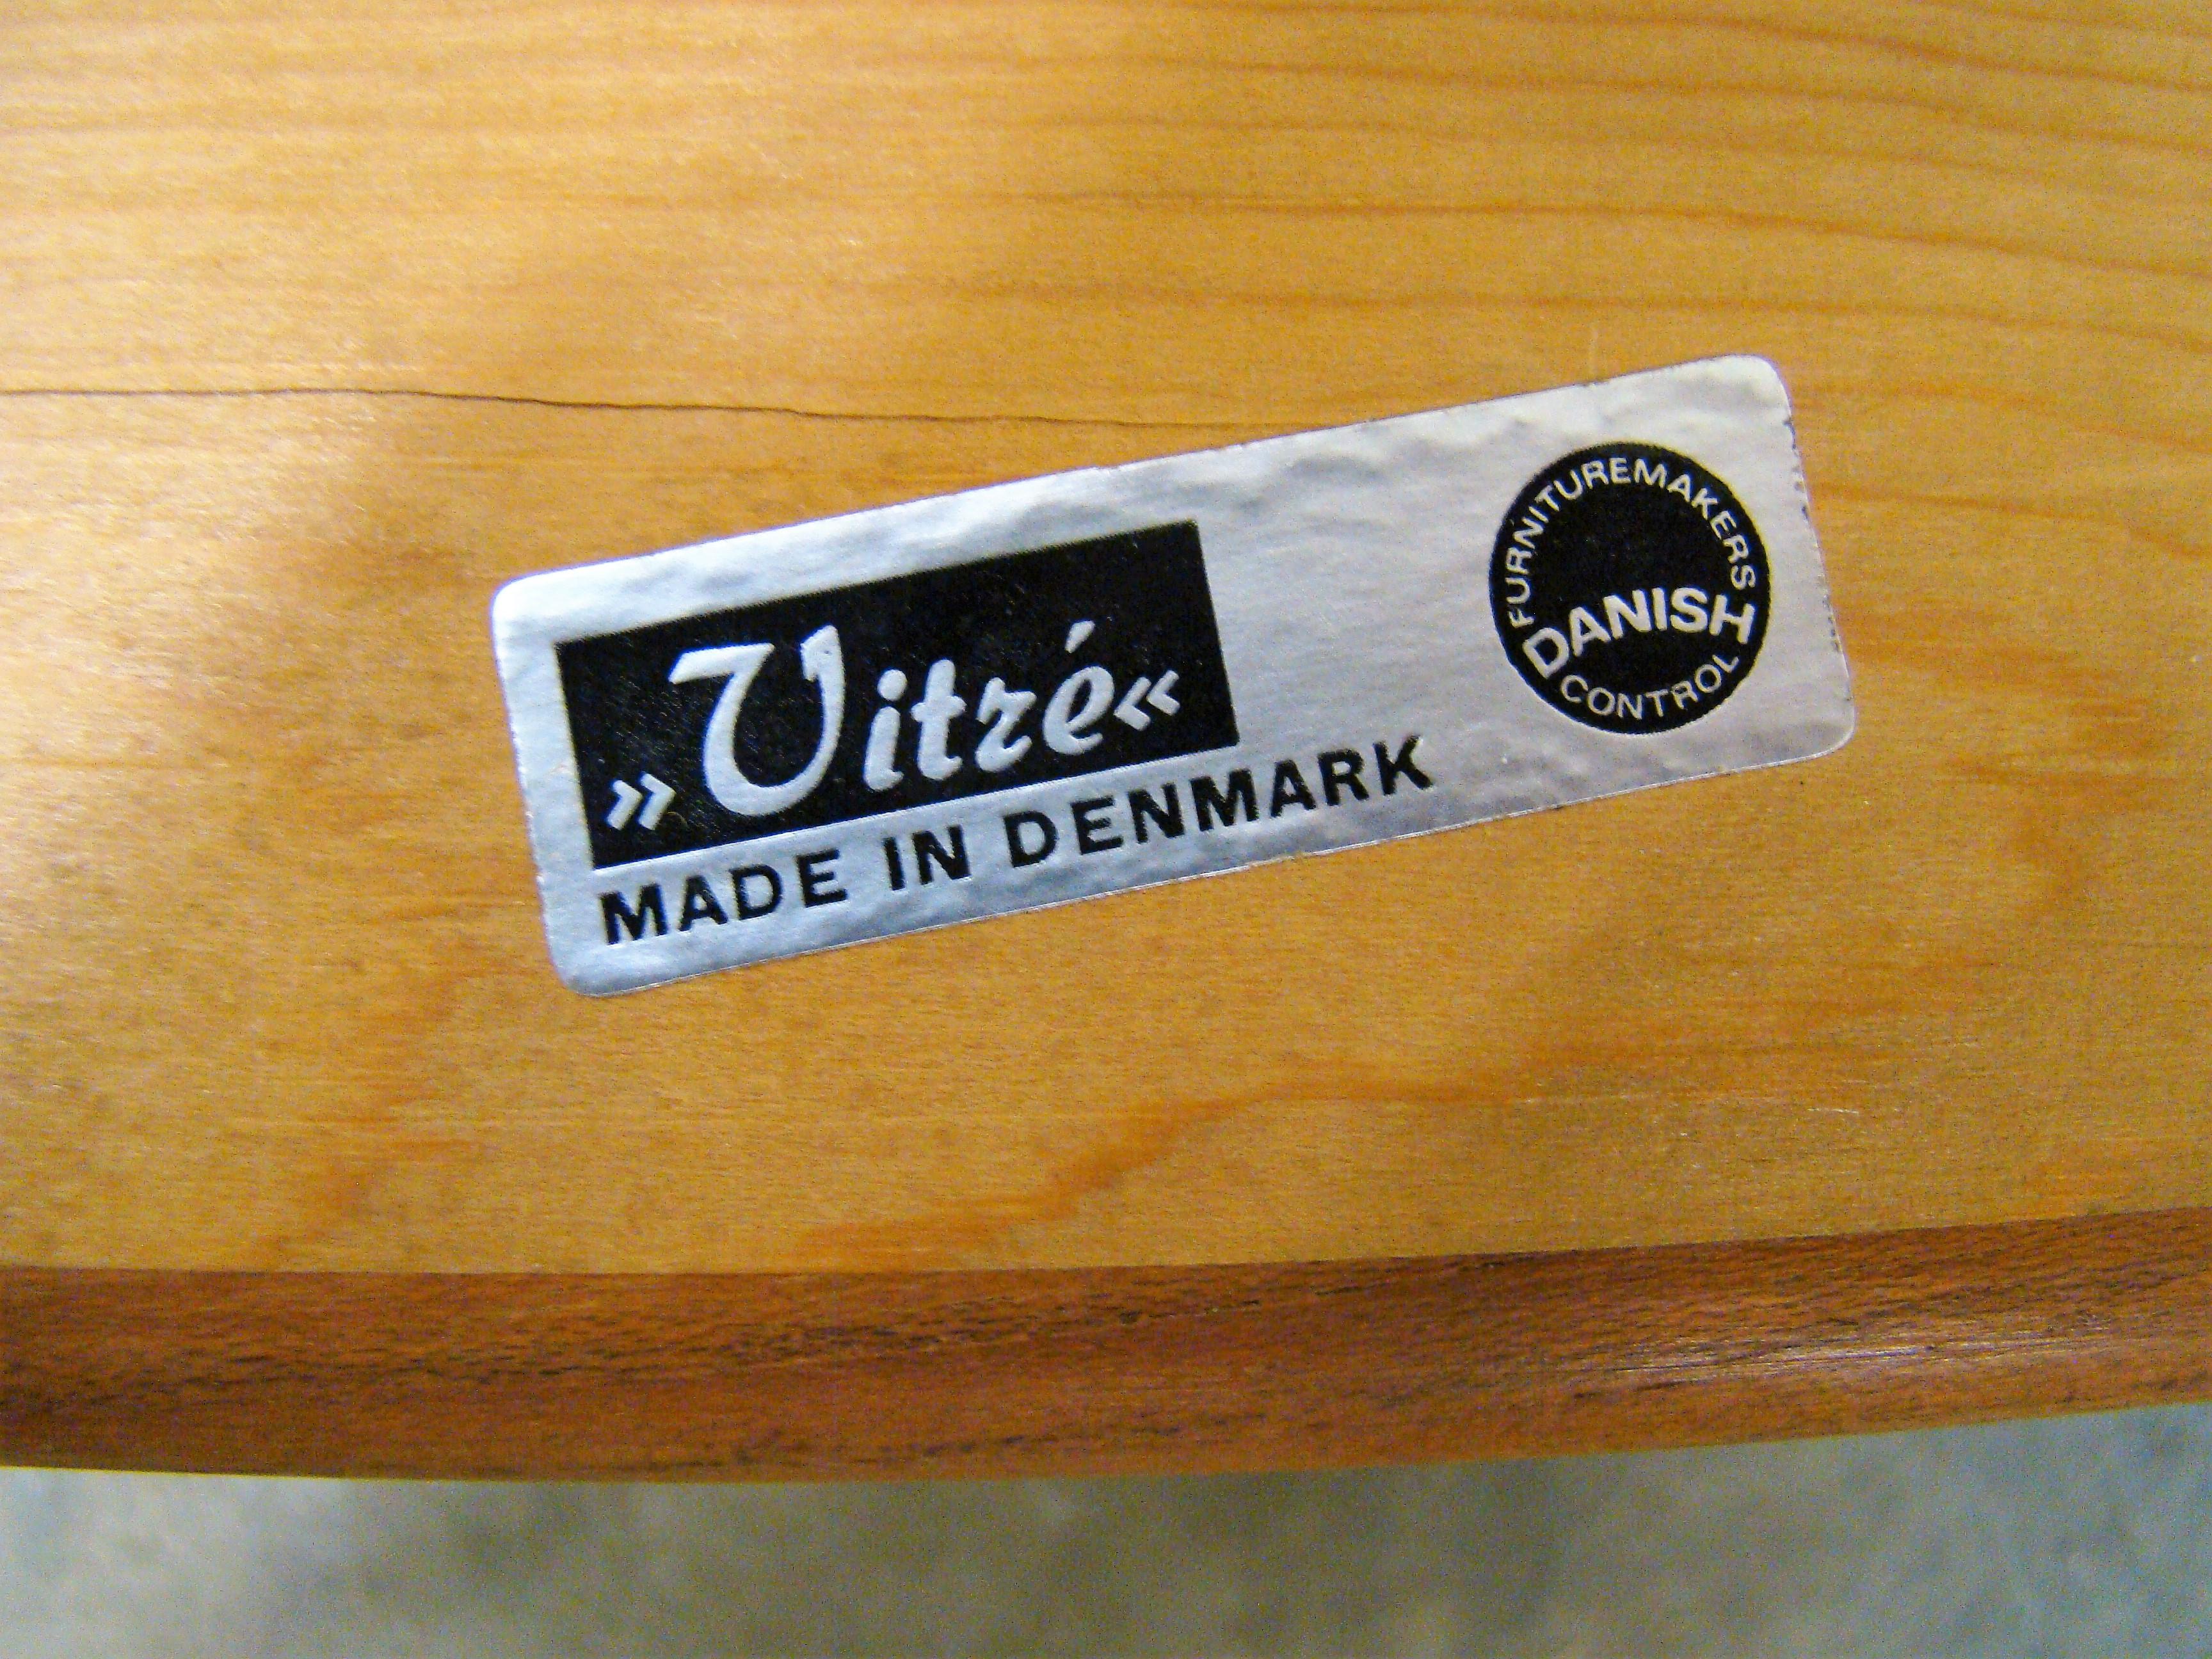 »Vitré«
MADE IN DENMARK
FURNITUREMAKERS
DANISH
CONTROL